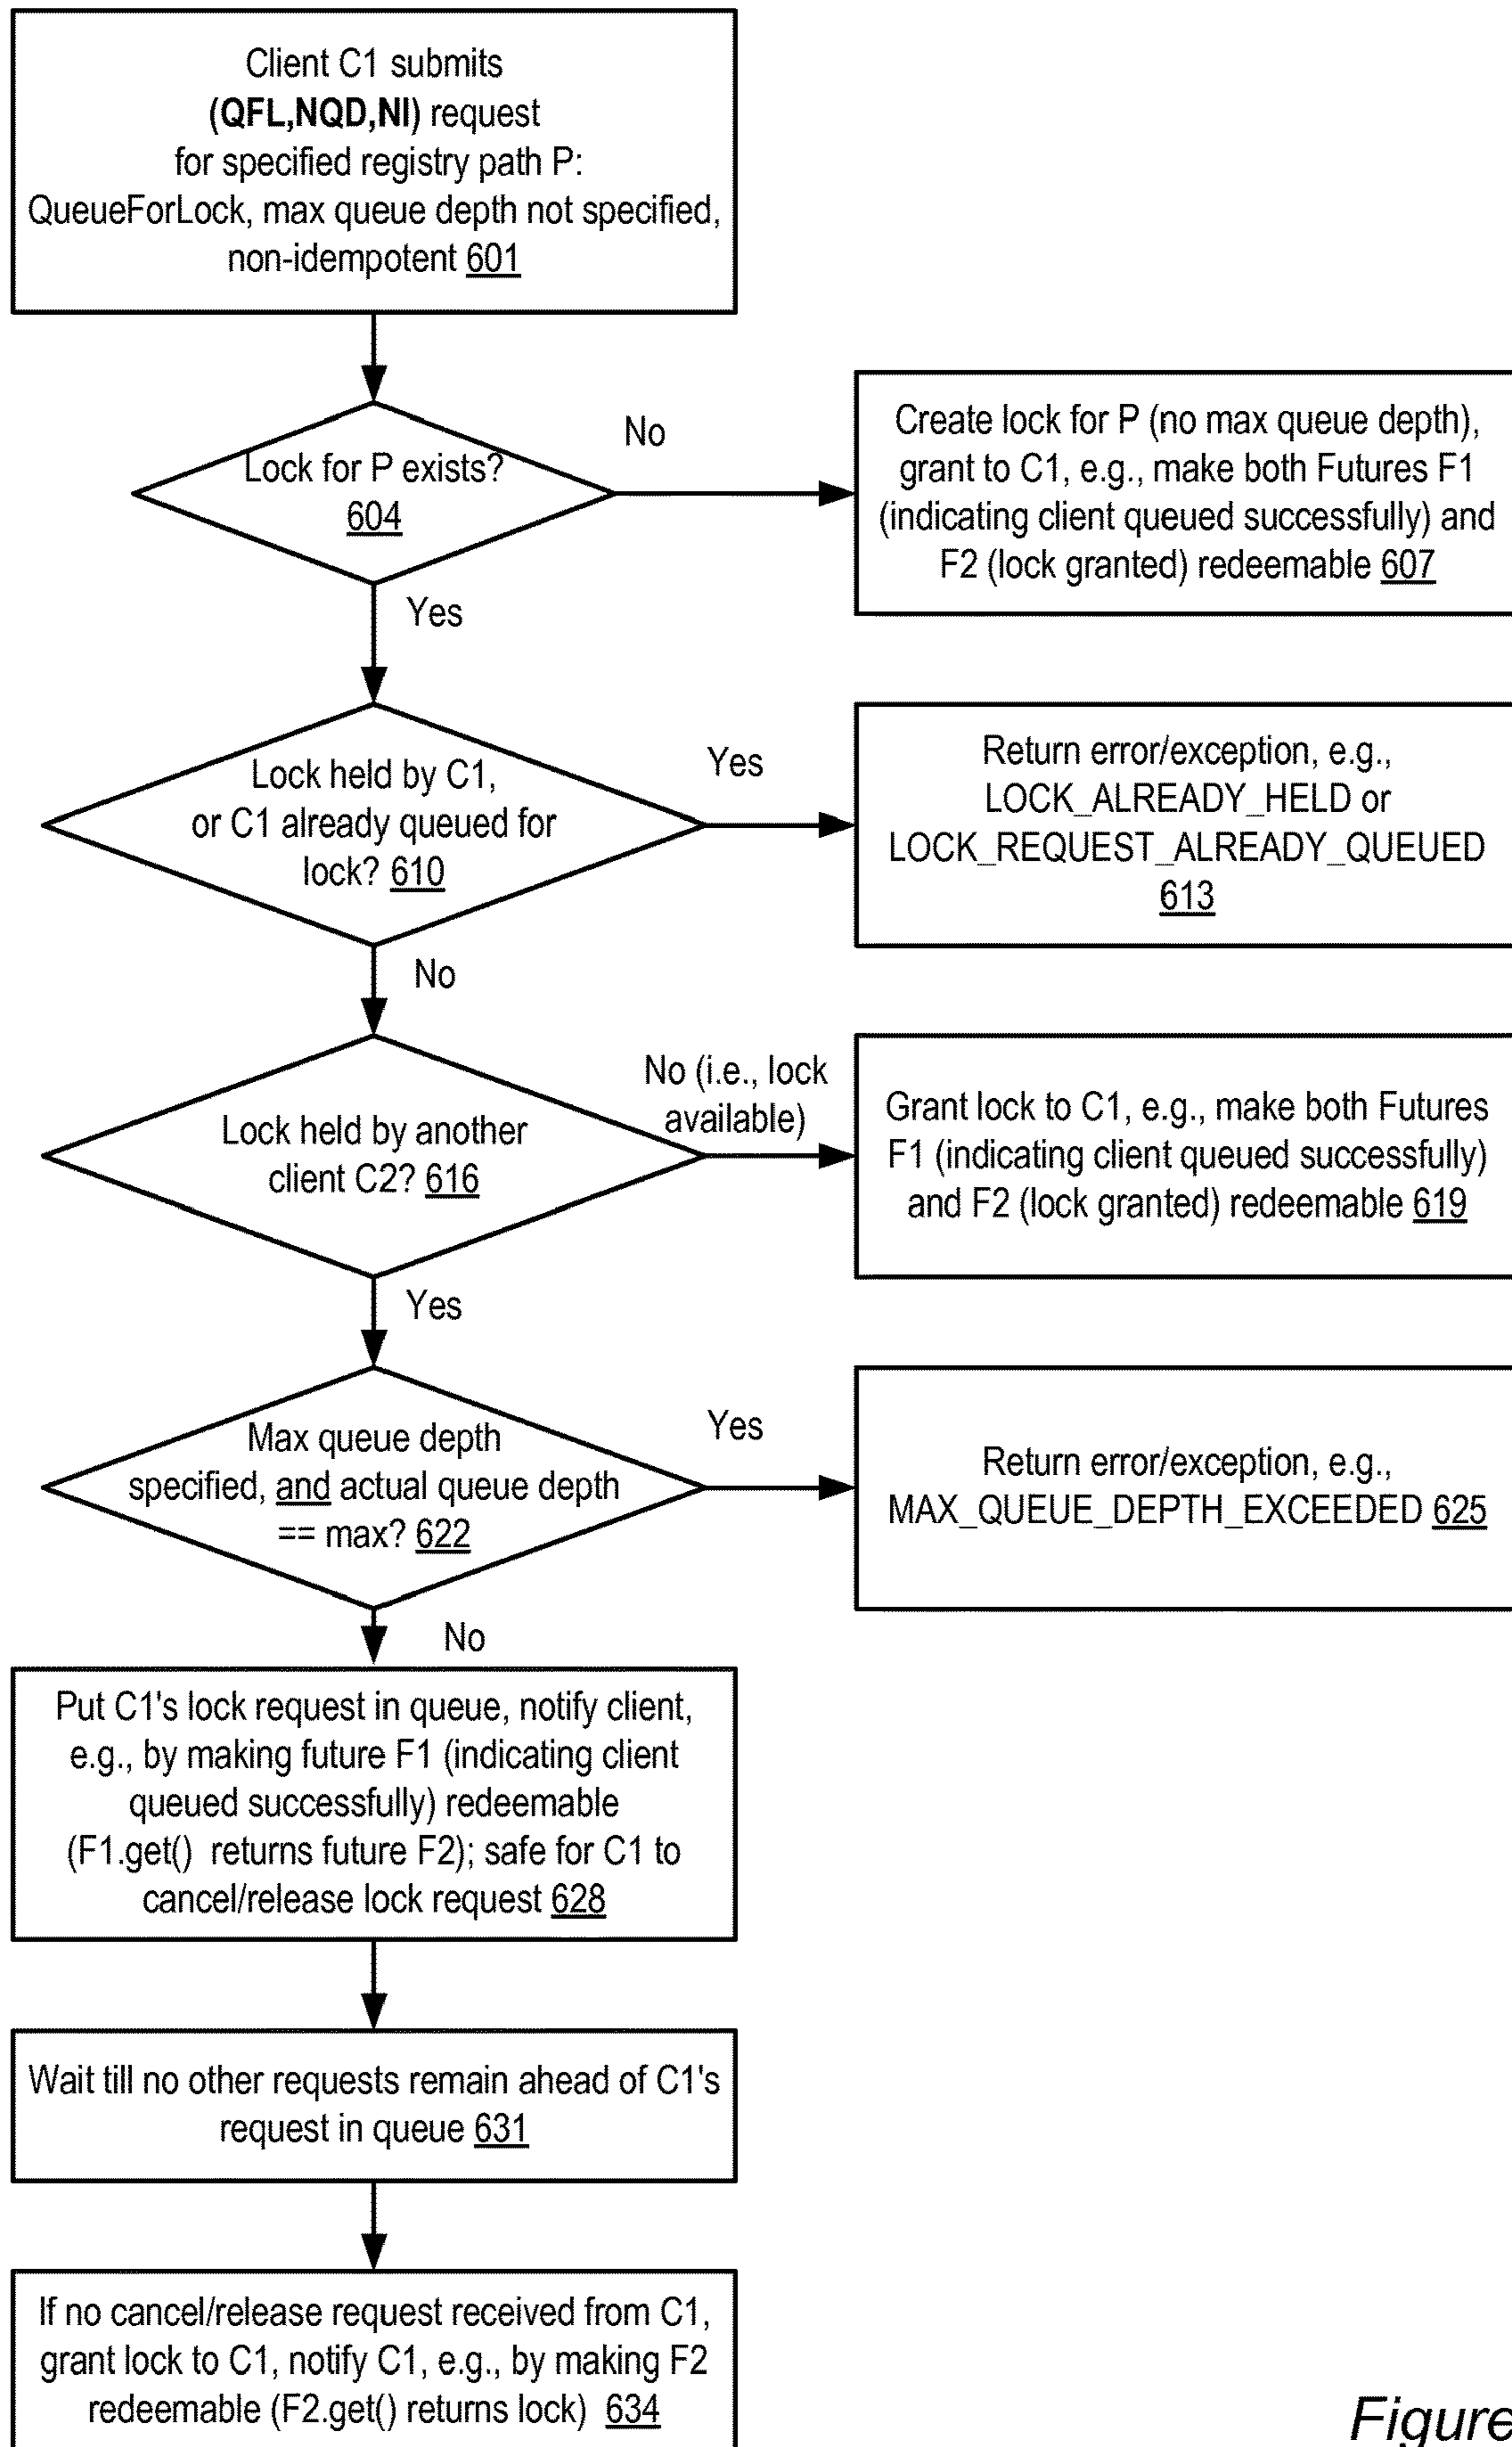 Client C1 submits
(QFL,NQD,NI) request
for specified registry path P:
QueueForLock, max queue depth not specified,
non-idempotent 601
Lock for P exists?
604
No
Create lock for P (no max queue depth),
grant to C1, e.g., make both Futures F1
(indicating client queued successfully) and
F2 (lock granted) redeemable 607
Yes
Lock held by C1,
or C1 already queued for
lock? 610
Yes
Return error/exception, e.g.,
LOCK_ALREADY_HELD or
LOCK_REQUEST_ALREADY_QUEUED
613
No
Lock held by another
client C2? 616
No (i.e., lock
available)
Grant lock to C1, e.g., make both Futures
F1 (indicating client queued successfully)
and F2 (lock granted) redeemable 619
Yes
Max queue depth
specified, and actual queue depth
== max? 622
Yes
Return error/exception, e.g.,
MAX_QUEUE_DEPTH_EXCEEDED 625
No
Put C1's lock request in queue, notify client,
e.g., by making future F1 (indicating client
queued successfully) redeemable
(F1.get() returns future F2); safe for C1 to
cancel/release lock request 628
Wait till no other requests remain ahead of C1's
request in queue 631
If no cancel/release request received from C1,
grant lock to C1, notify C1, e.g., by making F2
redeemable (F2.get() returns lock) 634
Figure